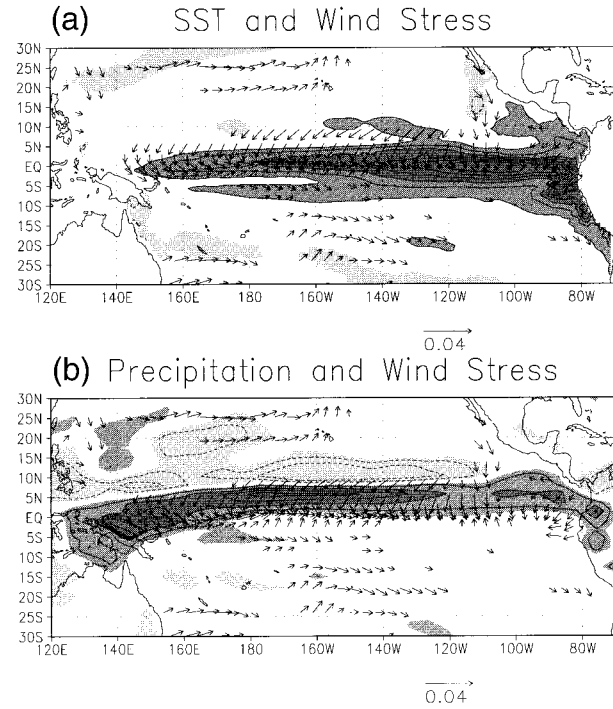 (a) SST and Wind Stress
30N
25N
20N
15N
10N
5N
EQ
5S
10S
15S
20S
25S
30S
120E 140E 160E 180 160W 140W 120W 100W 80W
0.04
(b) Precipitation and Wind Stress
30N
25N
20N
15N
10N
5N
EQ
5S
10S
15S
20S
25S
30S
120E 140E 160E 180 160W 140W 120W 100W 80W
0.04